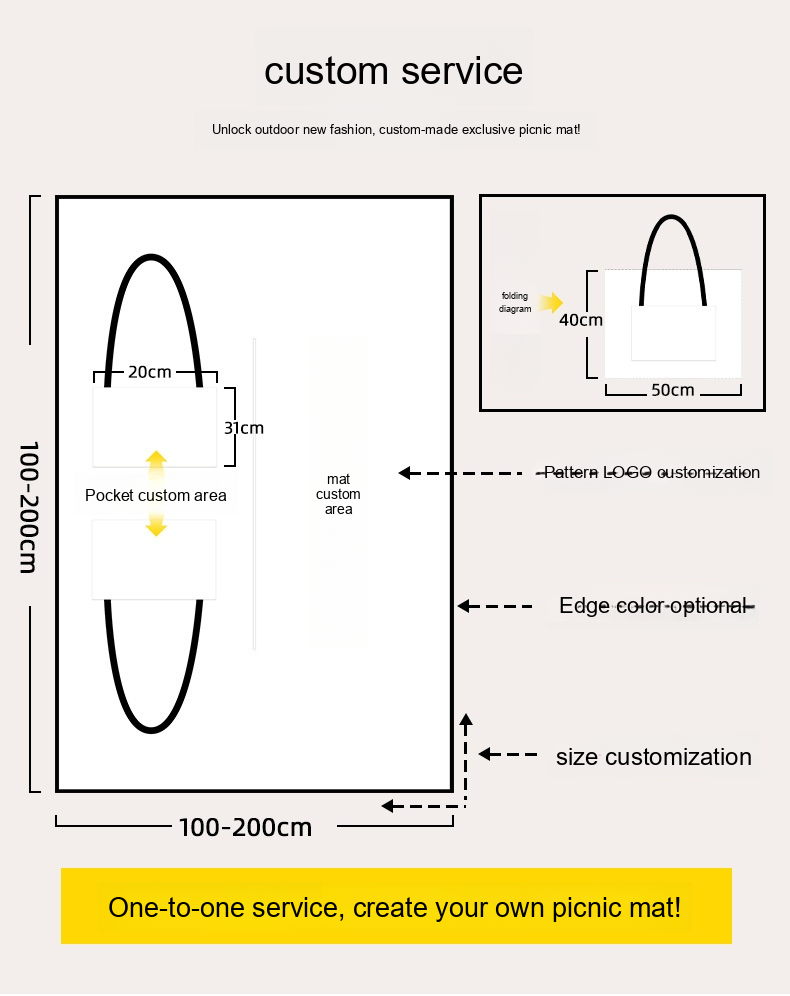 custom service
Unlock outdoor new fashion, custom-made exclusive picnic mat!
folding
diagram
40cm
50cm
20cm
31cm
100-200cm
Pocket custom area
mat
custom
area
Pattern LOGO customization
Edge color optional
size customization
100-200cm
One-to-one service, create your own picnic mat!